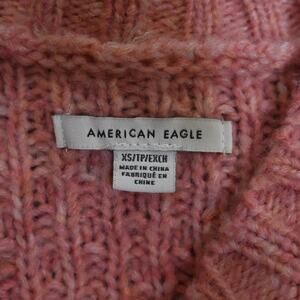 AMERICAN EAGLE
XS/TP/EXCH
MADE IN CHINA
FABRIQUÉ EN
CHINE